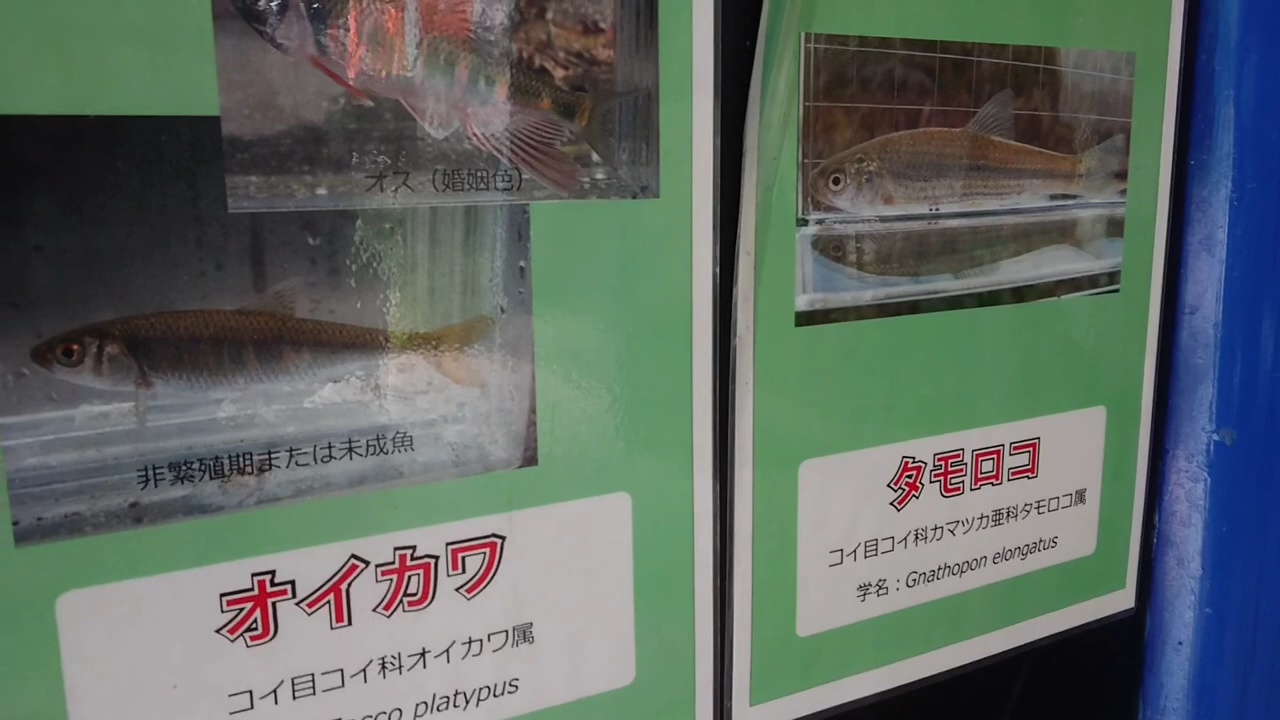 オス（婚姻色）
非繁殖期または未成魚
オイカワ
コイ目コイ科オイカワ属
platypus
タモロコ
コイ目コイ科カマツカ亜科タモロコ属
学名：Gnathopon elongatus